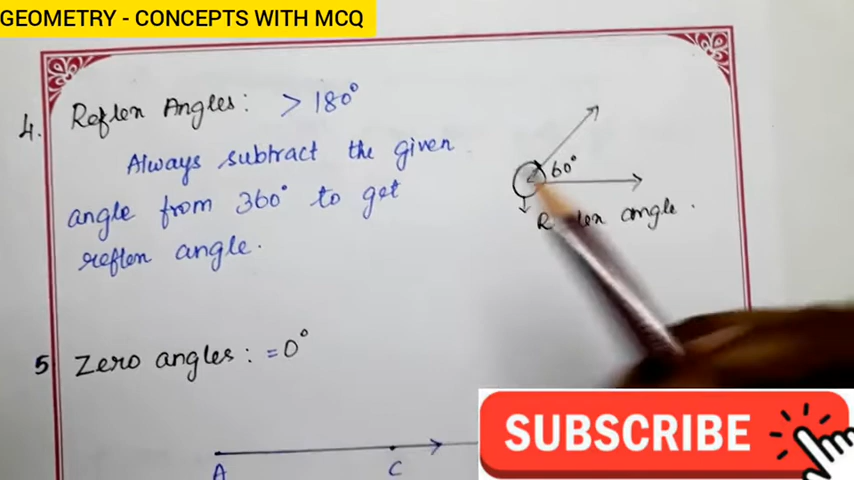 GEOMETRY - CONCEPTS WITH MCQ
4. Reflex Angles: > 180°
Always subtract the given
angle from 360° to get
reflex angle.
60°
angle.
5 Zero angles: = 0°
A C
SUBSCRIBE